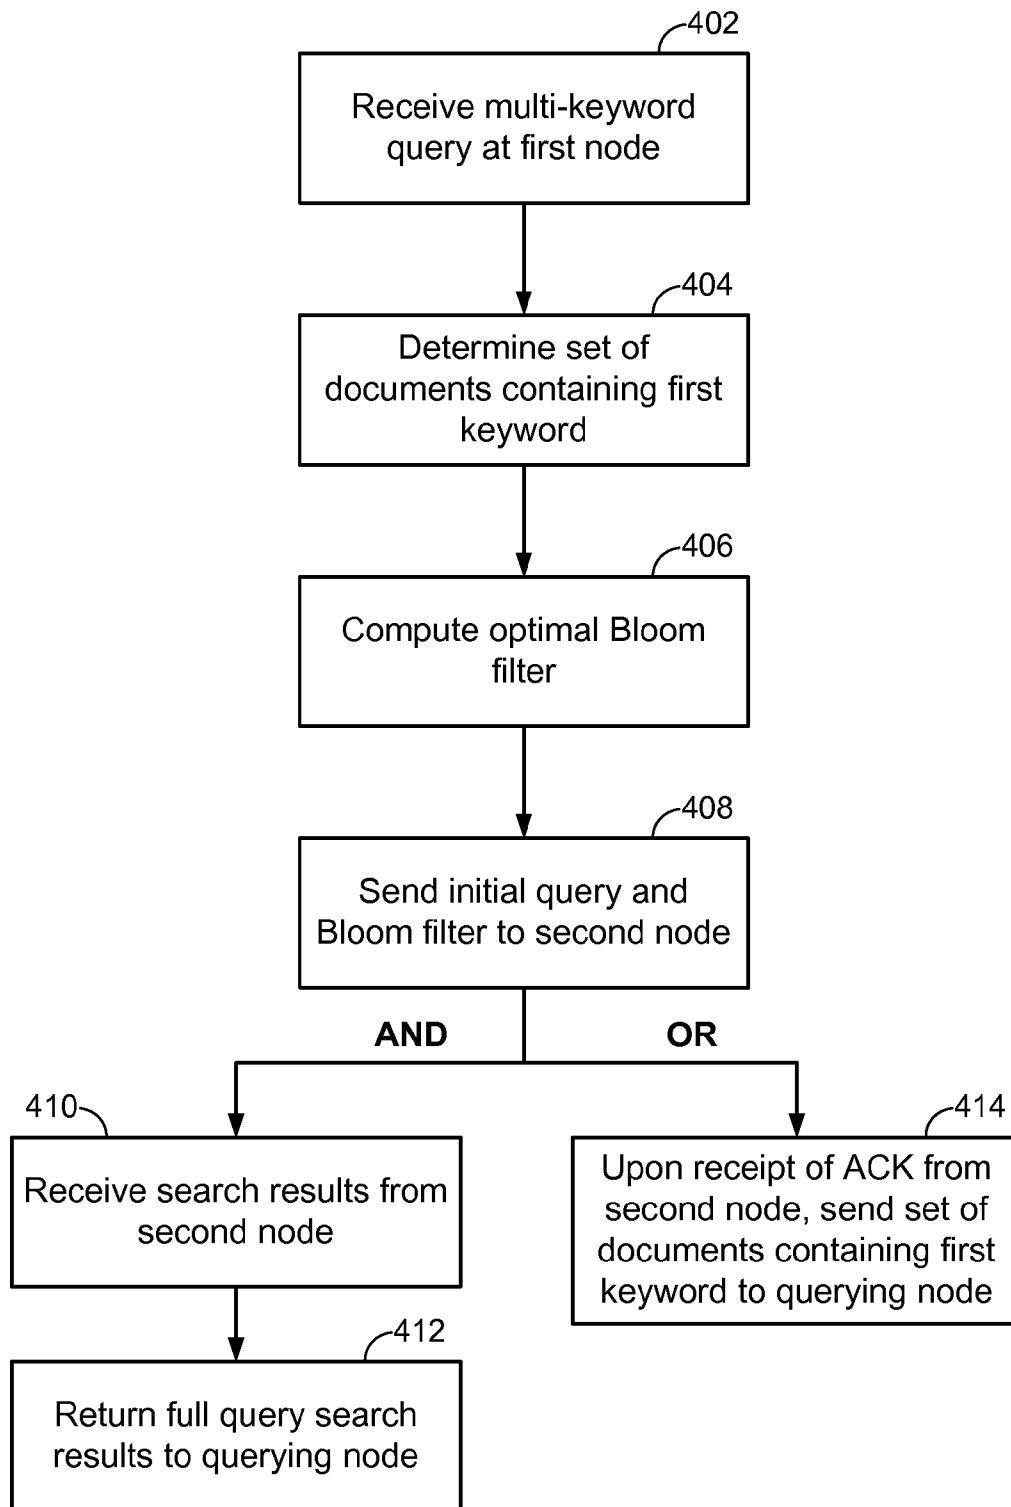 402
Receive multi-keyword
query at first node
404
Determine set of
documents containing first
keyword
406
Compute optimal Bloom
filter
408
Send initial query and
Bloom filter to second node
AND
OR
410
Receive search results from
second node
412
Return full query search
results to querying node
414
Upon receipt of ACK from
second node, send set of
documents containing first
keyword to querying node